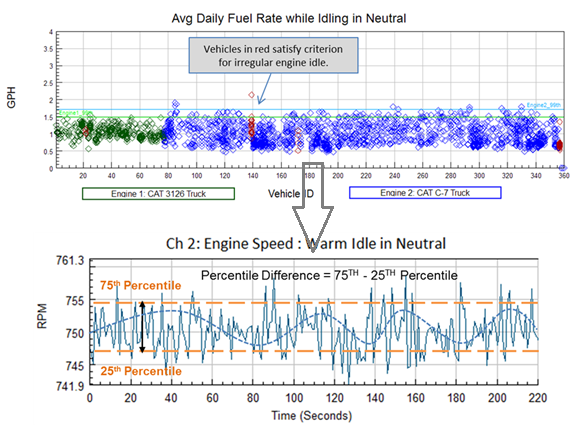 Avg Daily Fuel Rate while Idling in Neutral
Vehicles in red satisfy criterion
for irregular engine idle.
GPH
4
3.5
3
2.5
2
1.5
1
0.5
0
Engine2_99th
20 40 60 80 100 120 140 160 180 200 220 240 260 280 300 320 340 360
Engine 1: CAT 3126 Truck
Vehicle ID
Engine 2: CAT C-7 Truck
Ch 2: Engine Speed : Warm Idle in Neutral
761.3
755
750
745
741.9
RPM
Percentile Difference = 75TH - 25TH Percentile
75th Percentile
25th Percentile
0 20 40 60 80 100 120 140 160 180 200 220
Time (Seconds)